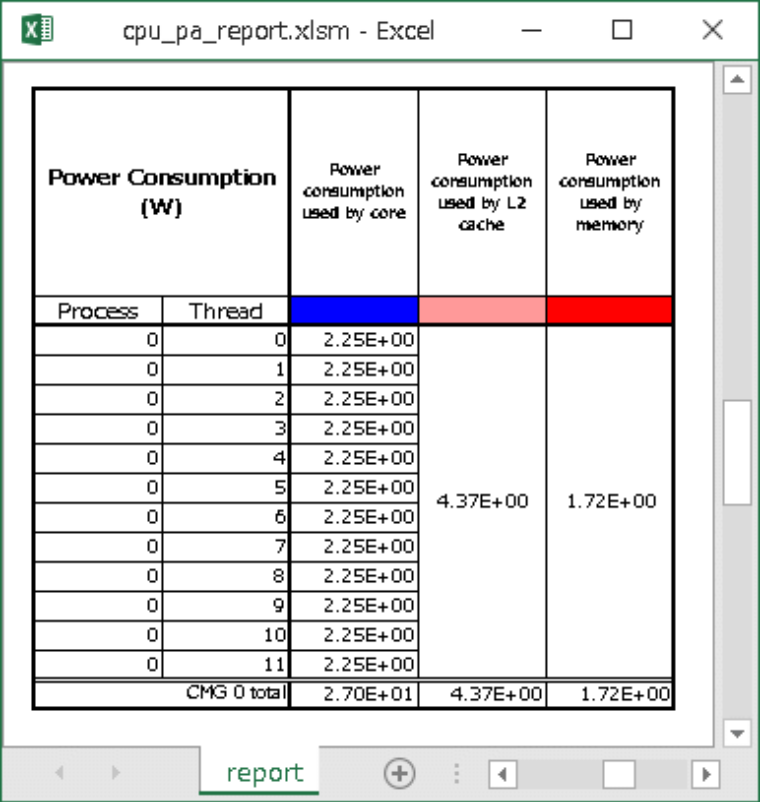 cpu_pa_report.xlsm - Excel
Power Consumption
(W)
Power
consumption
used by core
Power
consumption
used by L2
cache
Power
consumption
used by
memory
Process Thread
0 0 2.25E+00
0 1 2.25E+00
0 2 2.25E+00
0 3 2.25E+00
0 4 2.25E+00
0 5 2.25E+00
4.37E+00 1.72E+00
0 6 2.25E+00
0 7 2.25E+00
0 8 2.25E+00
0 9 2.25E+00
0 10 2.25E+00
0 11 2.25E+00
CMG 0 total 2.70E+01 4.37E+00 1.72E+00
report